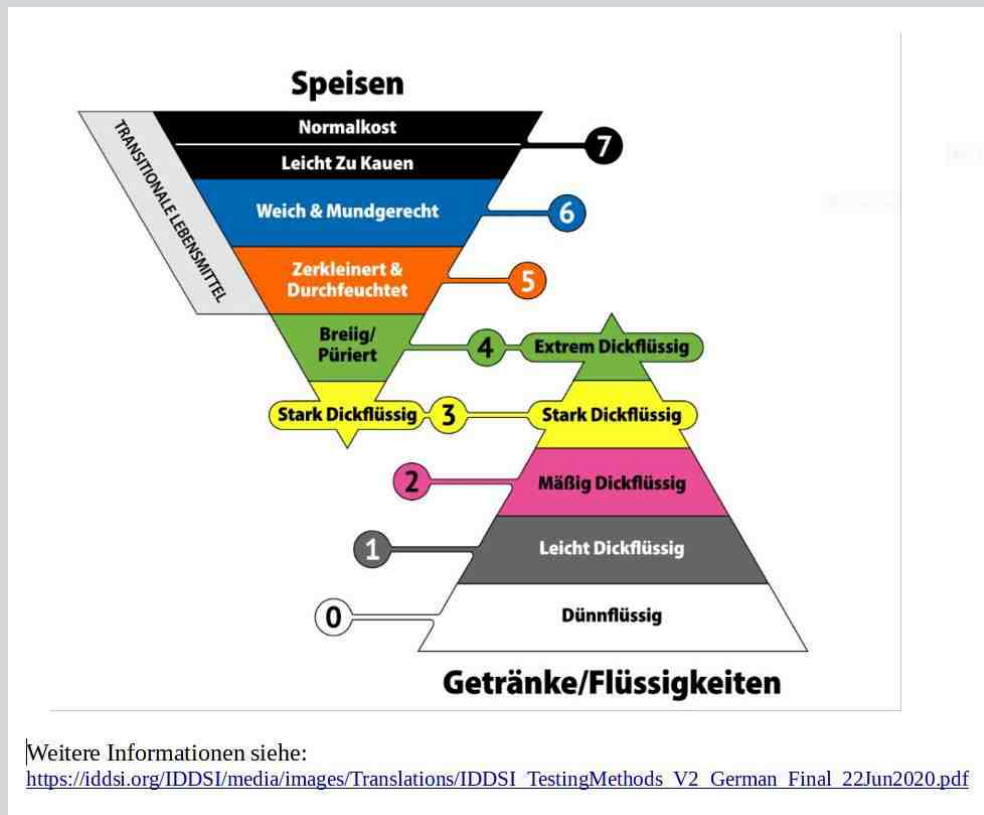 Speisen
TRANSITIONALE LEBENSMITTEL
Normalkost
7
Leicht Zu Kauen
Weich & Mundgerecht
6
Zerkleinert &
Durchfeuchtet
5
Breiig/
Püriert
4
Extrem Dickflüssig
Stark Dickflüssig
3
Stark Dickflüssig
2
Mäßig Dickflüssig
1
Leicht Dickflüssig
0
Dünnflüssig
Getränke/Flüssigkeiten
Weitere Informationen siehe:
https://iddsi.org/IDDSI/media/images/Translations/IDDSI_TestingMethods_V2_German_Final_22Jun2020.pdf